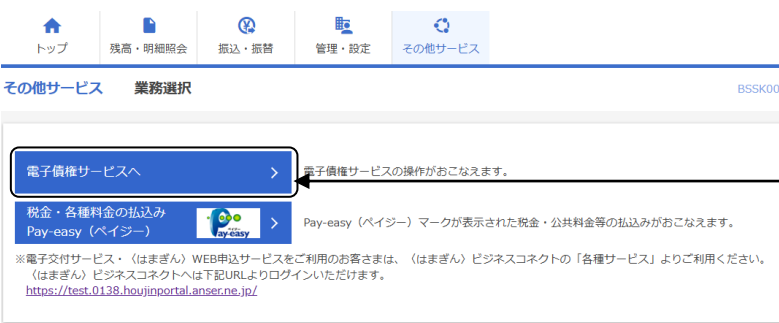 トップ
残高・明細照会
振込・振替
管理・設定
その他サービス
その他サービス 業務選択
BSSK00
電子債権サービスへ
電子債権サービスの操作がおこなえます。
税金・各種料金の払込み
Pay-easy（ペイジー）
ペイジー
Pay-easy
Pay-easy（ペイジー）マークが表示された税金・公共料金等の払込みがおこなえます。
※電子交付サービス・〈はまぎん〉WEB申込サービスをご利用のお客さまは、〈はまぎん〉ビジネスコネクトの「各種サービス」よりご利用ください。
〈はまぎん〉ビジネスコネクトへは下記URLよりログインいただけます。
https://test.0138.houjinportal.anser.ne.jp/